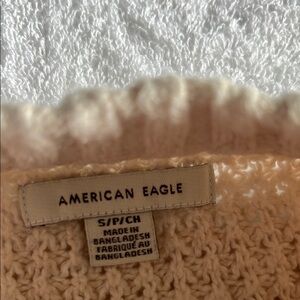 AMERICAN EAGLE
S/P/CH
MADE IN
BANGLADESH
FABRIQUÉ AU
BANGLADESH